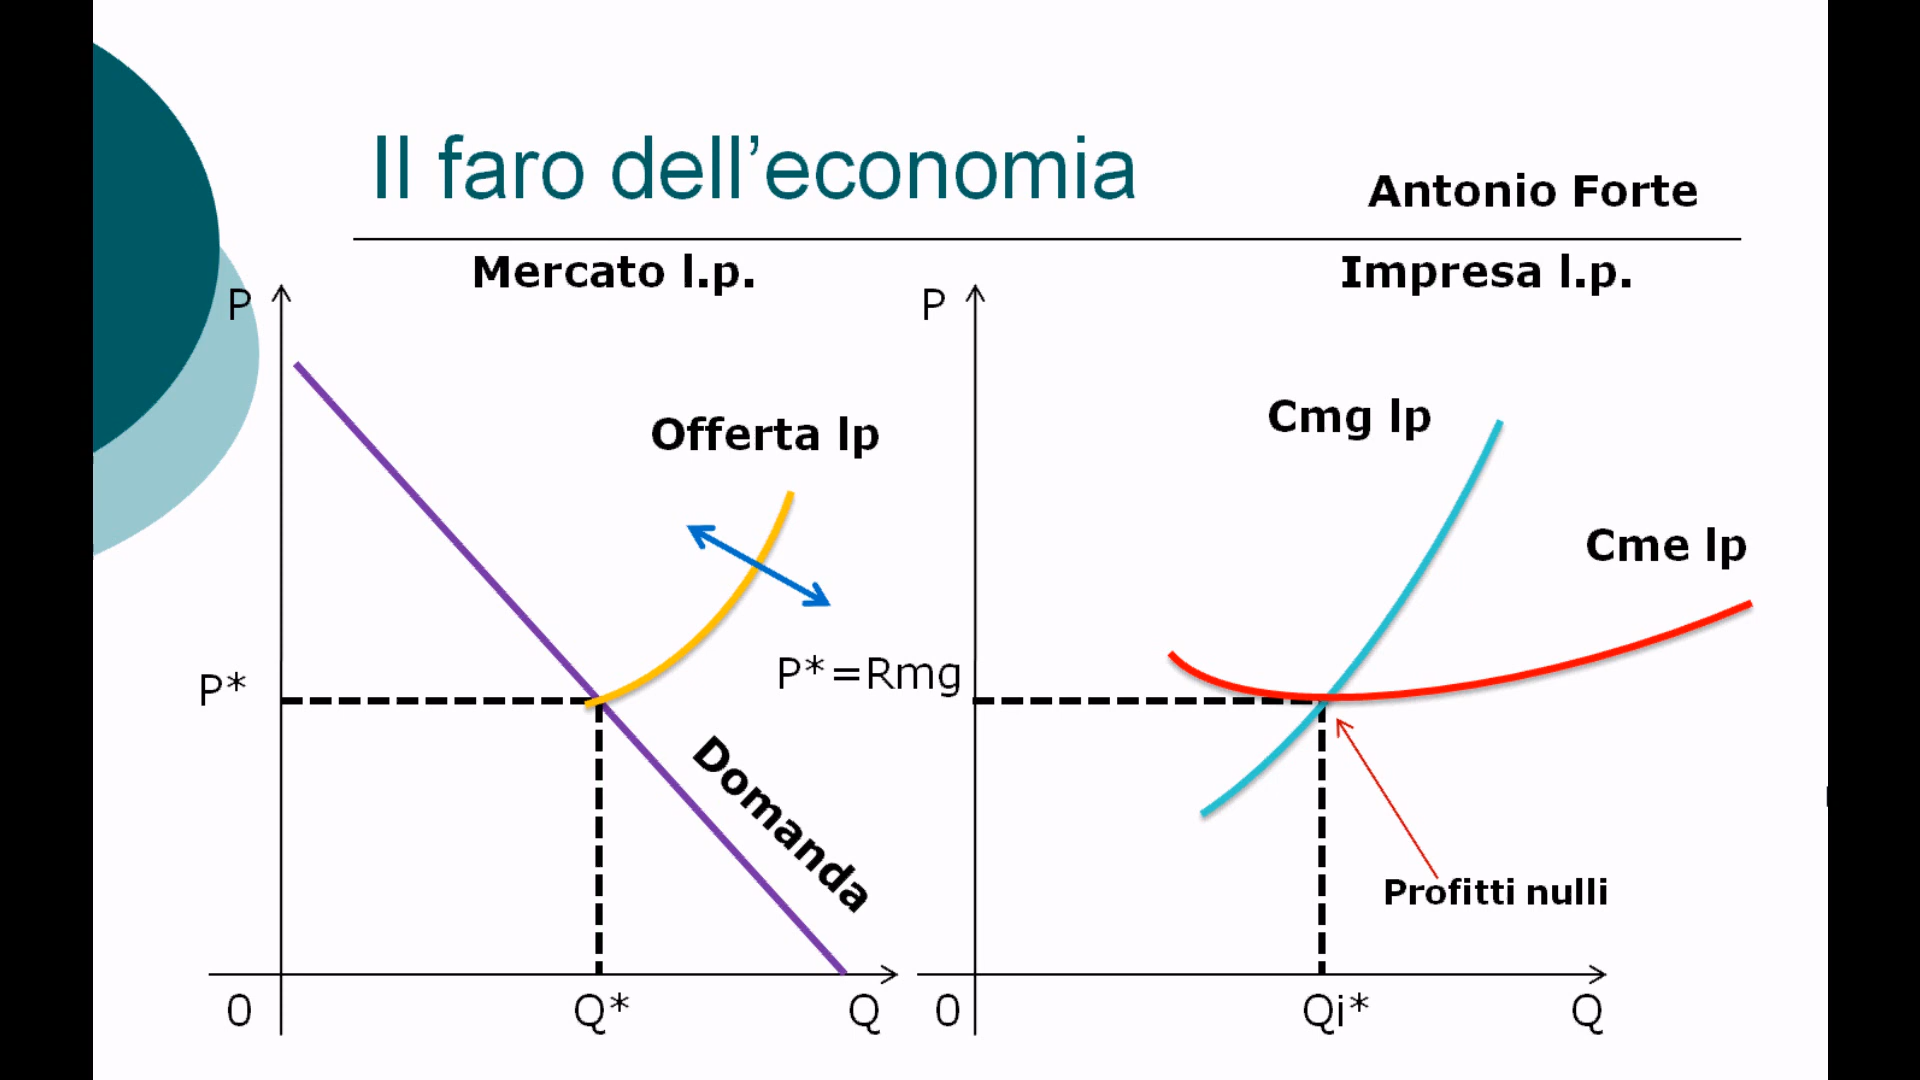 Il faro dell’economia
Antonio Forte
Mercato l.p.
Impresa l.p.
P
Offerta lp
P*
Domanda
0
Q*
Q
P
Cmg lp
Cme lp
P*=Rmg
Profitti nulli
0
Qi*
Q